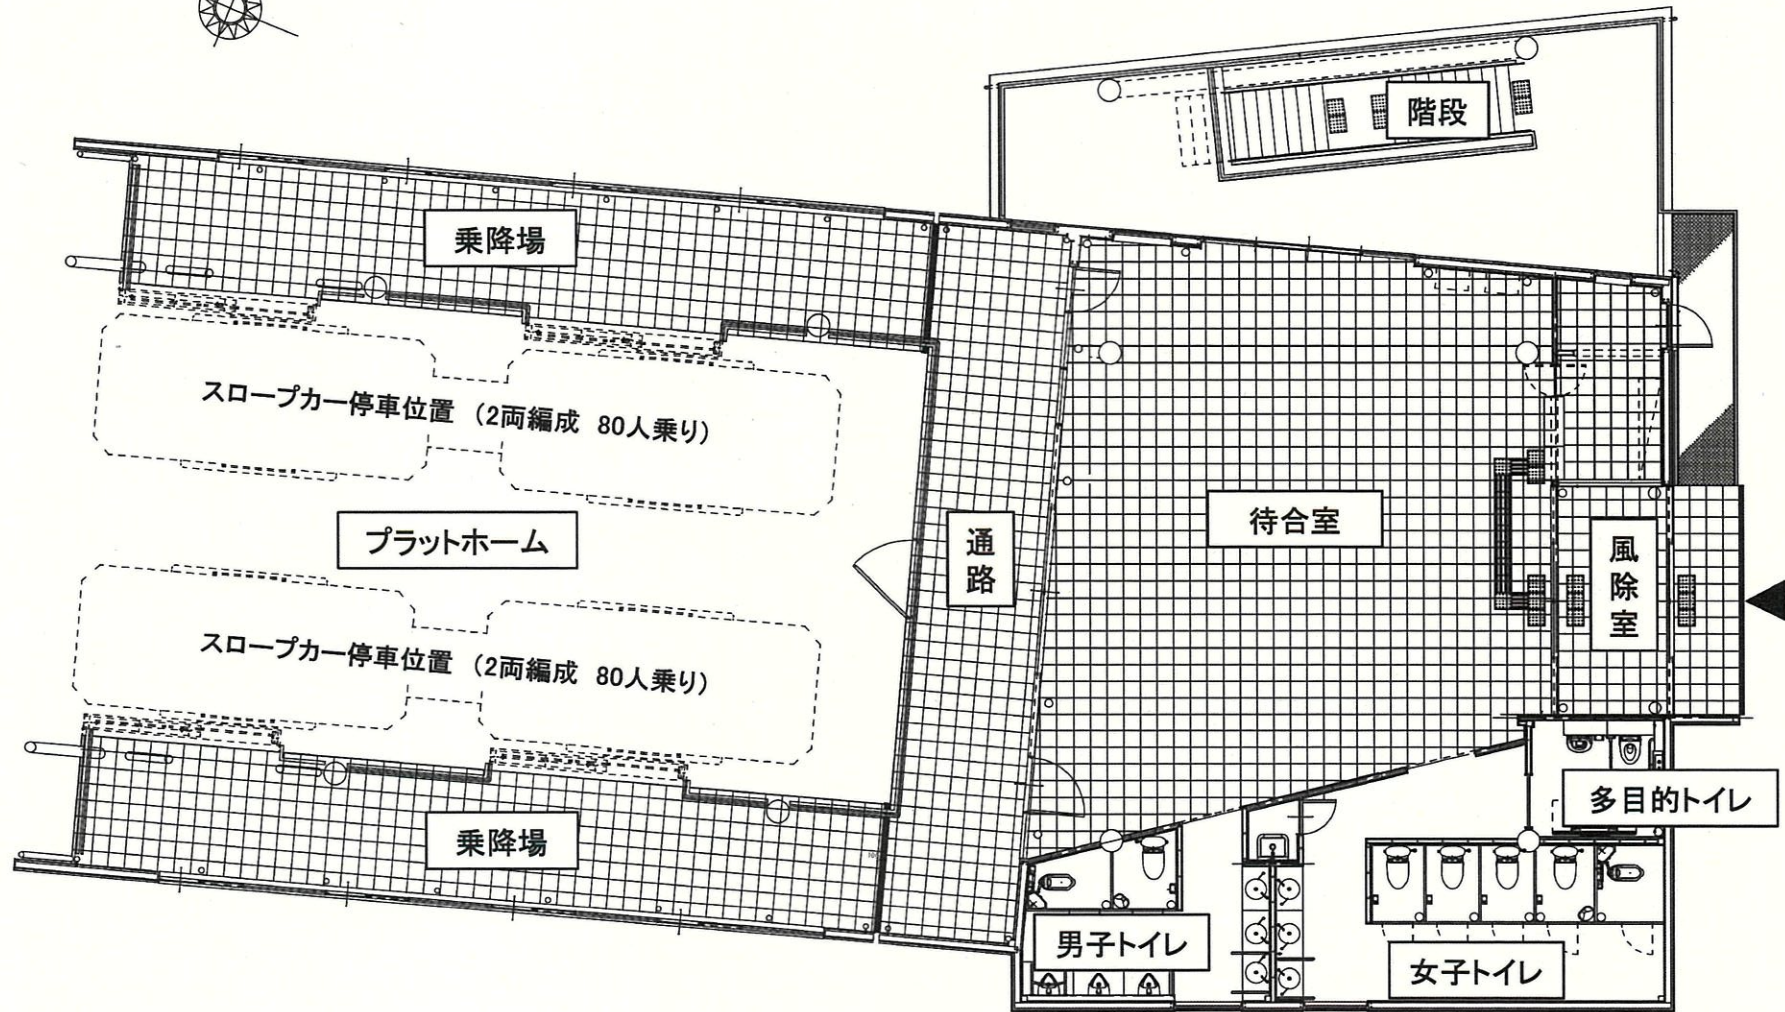 階段
乗降場
スロープカー停車位置 (2両編成 80人乗り)
プラットホーム
通路
待合室
風除室
スロープカー停車位置 (2両編成 80人乗り)
乗降場
多目的トイレ
男子トイレ
女子トイレ